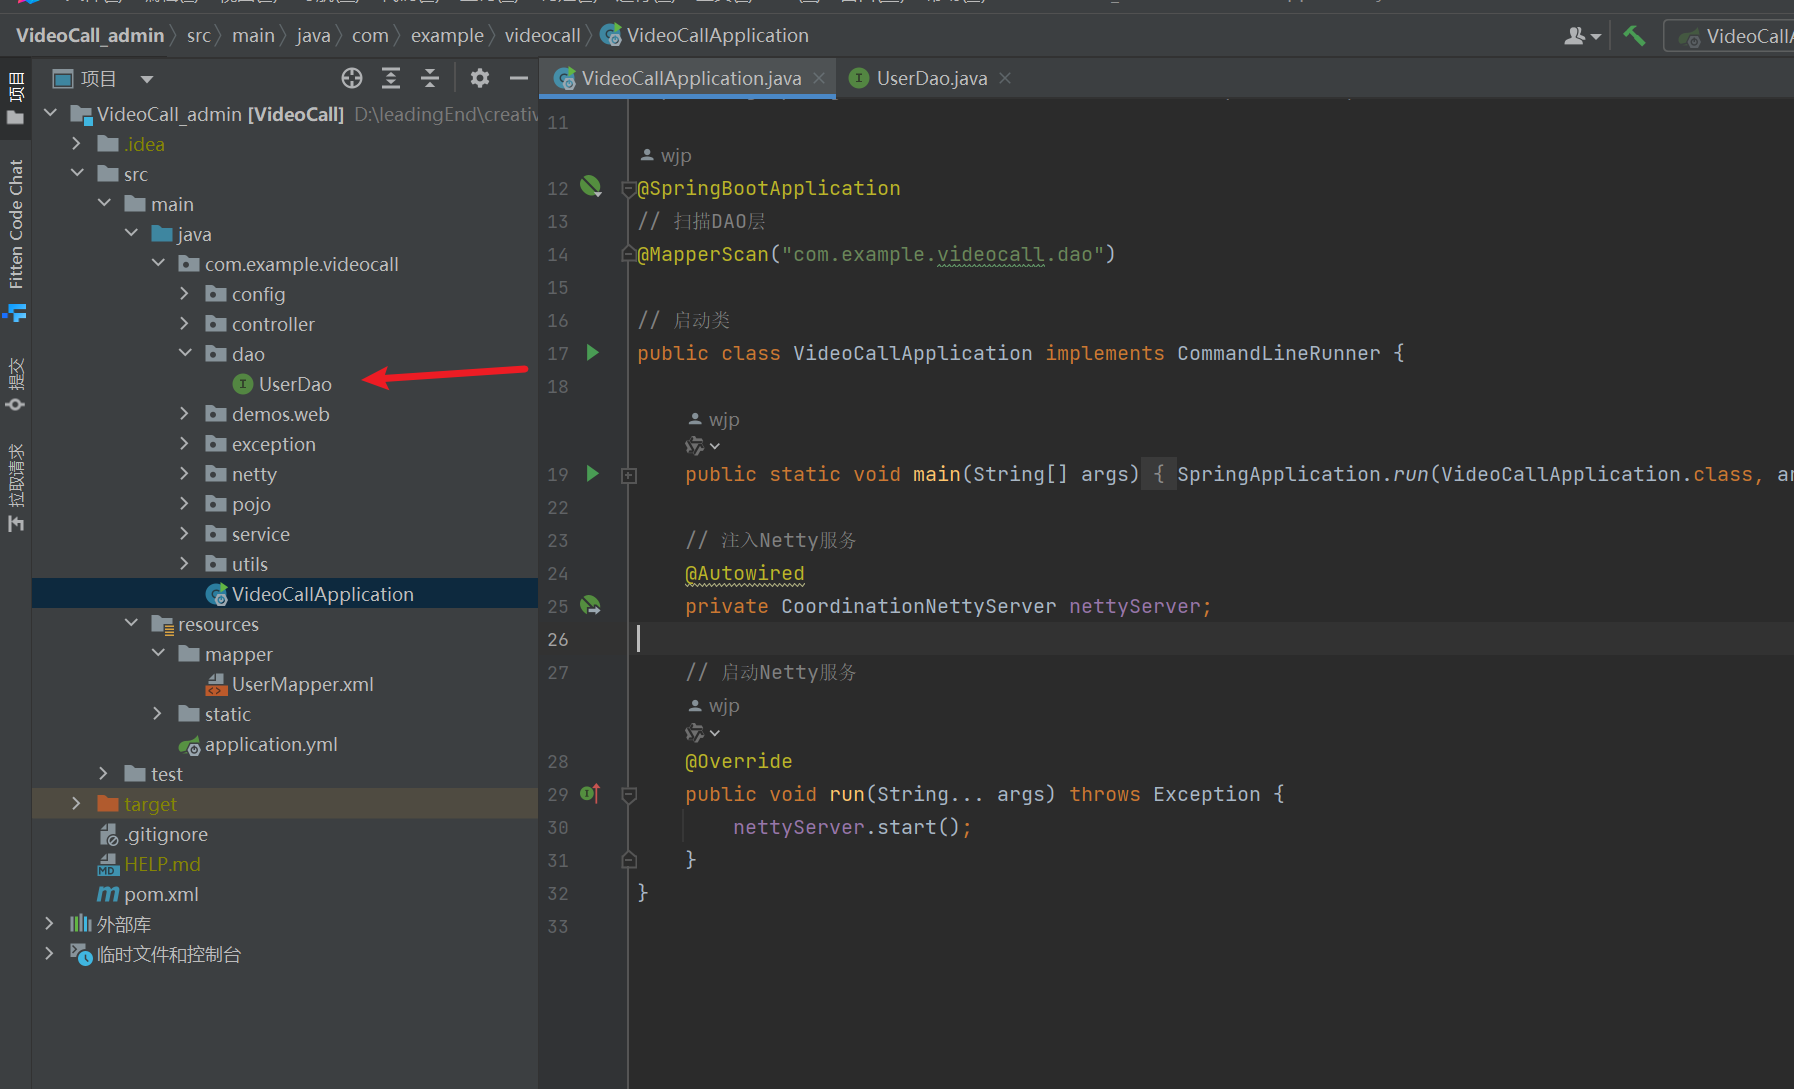 VideoCall_admin src main java com example videocall VideoCallApplication
VideoCallA
项目
VideoCallApplication.java
UserDao.java
项目
Fitten Code Chat
提交
拉取请求
VideoCall_admin [VideoCall] D:\leadingEnd\creativ
.idea
src
main
java
com.example.videocall
config
controller
dao
UserDao
demos.web
exception
netty
pojo
service
utils
VideoCallApplication
resources
mapper
UserMapper.xml
static
application.yml
test
target
.gitignore
HELP.md
pom.xml
外部库
临时文件和控制台
11
wjp
12 @SpringBootApplication
13 // 扫描DAO层
14 @MapperScan("com.example.videocall.dao")
15
16 // 启动类
17 public class VideoCallApplication implements CommandLineRunner {
18
wjp
19 public static void main(String[] args) { SpringApplication.run(VideoCallApplication.class, ar
22
23 // 注入Netty服务
24 @Autowired
25 private CoordinationNettyServer nettyServer;
26
27 // 启动Netty服务
wjp
28 @Override
29 public void run(String... args) throws Exception {
30 nettyServer.start();
31 }
32 }
33